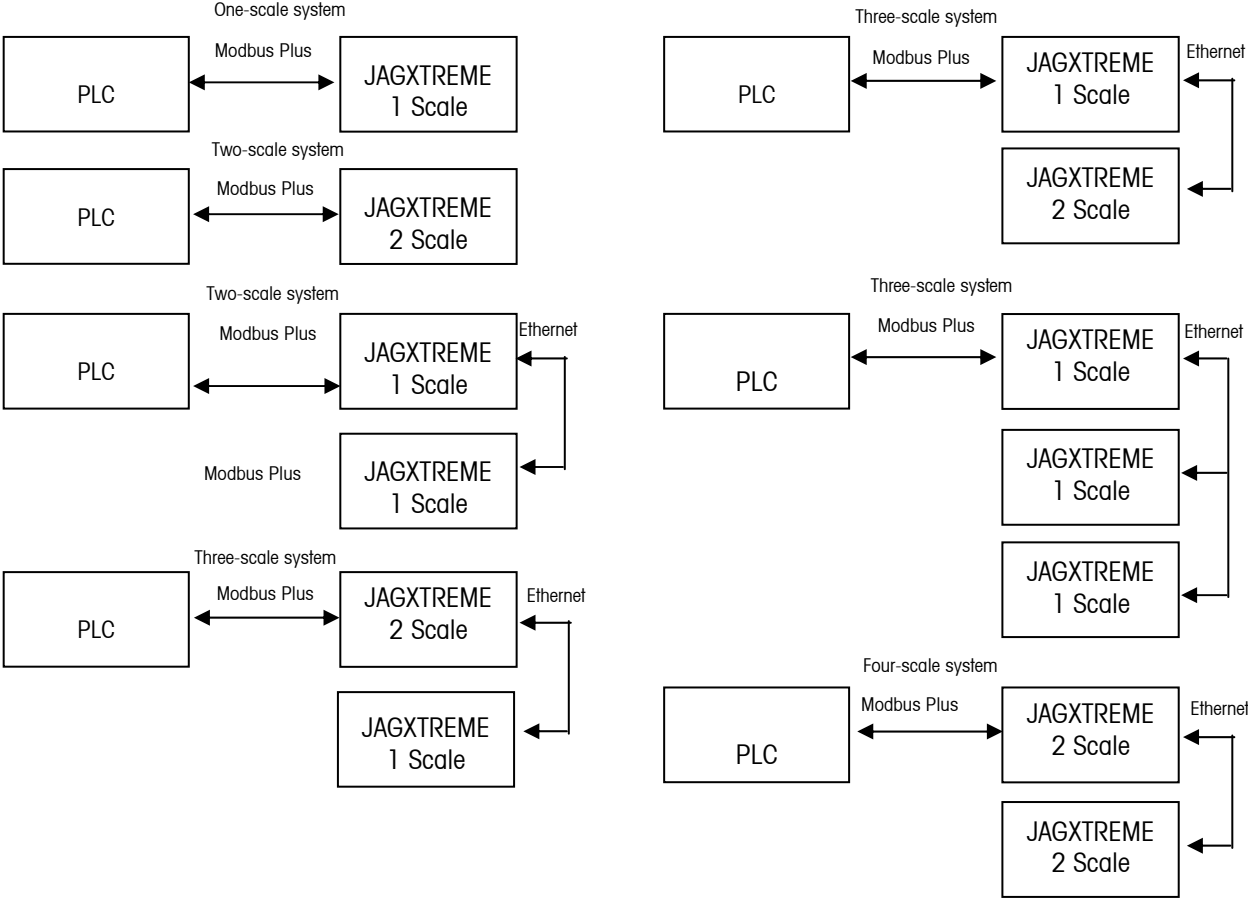 One-scale system
Modbus Plus
PLC
JAGXTREME
1 Scale
Two-scale system
Modbus Plus
PLC
JAGXTREME
2 Scale
Two-scale system
Modbus Plus
Ethernet
PLC
JAGXTREME
1 Scale
Modbus Plus
JAGXTREME
1 Scale
Three-scale system
Modbus Plus
Ethernet
PLC
JAGXTREME
2 Scale
JAGXTREME
1 Scale
Three-scale system
Modbus Plus
Ethernet
PLC
JAGXTREME
1 Scale
JAGXTREME
2 Scale
Three-scale system
Modbus Plus
Ethernet
PLC
JAGXTREME
1 Scale
JAGXTREME
1 Scale
JAGXTREME
1 Scale
Four-scale system
Modbus Plus
Ethernet
PLC
JAGXTREME
2 Scale
JAGXTREME
2 Scale